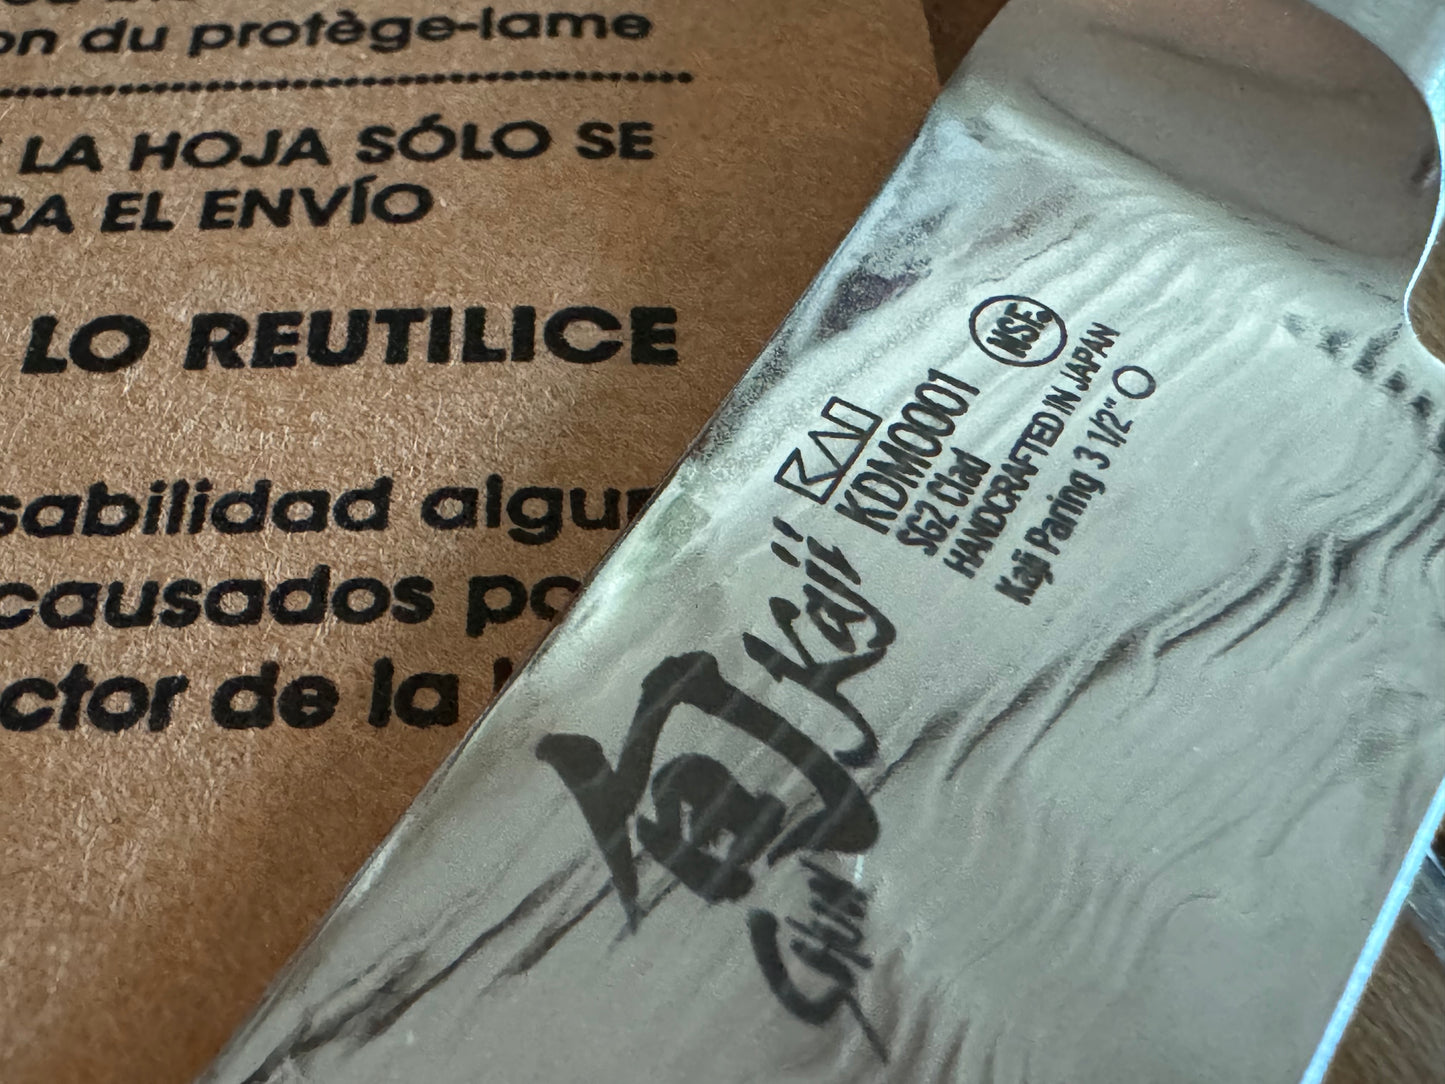 on du protège-lame
LA HOJA SÓLO SE
RA EL ENVÍO
LO REUTILICE
sabilidad algun
causados po
ctor de la
NSF
KAI
KDM0001
SG2 Clad
HANDCRAFTED IN JAPAN
Kaji Paring 3 1/2" O
Kaji
旬
Shun